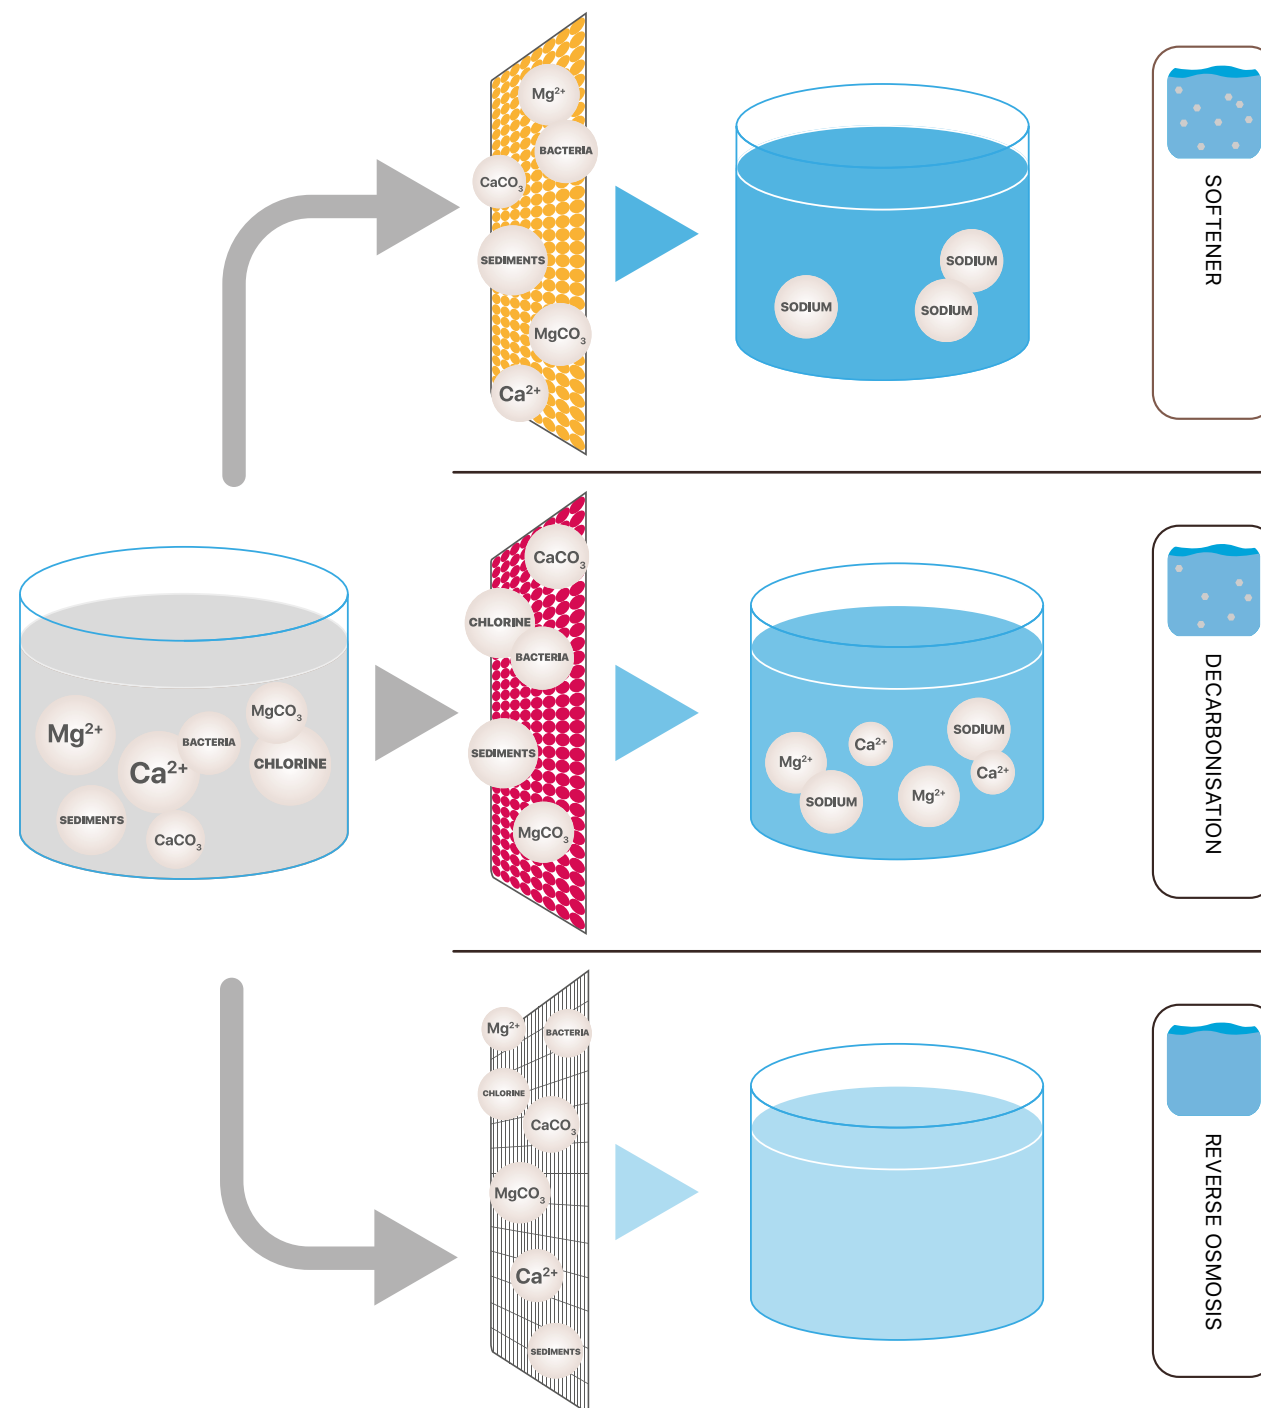 Mg²⁺
BACTERIA
CaCO₃
SEDIMENTS
MgCO₃
Ca²⁺
SODIUM
SODIUM
SODIUM
SOFTENER
Mg²⁺
Ca²⁺
BACTERIA
MgCO₃
CHLORINE
SEDIMENTS
CaCO₃
CaCO₃
CHLORINE
BACTERIA
SEDIMENTS
MgCO₃
Mg²⁺
SODIUM
Ca²⁺
Mg²⁺
SODIUM
Ca²⁺
DECARBONISATION
Mg²⁺
BACTERIA
CHLORINE
CaCO₃
MgCO₃
Ca²⁺
SEDIMENTS
REVERSE OSMOSIS